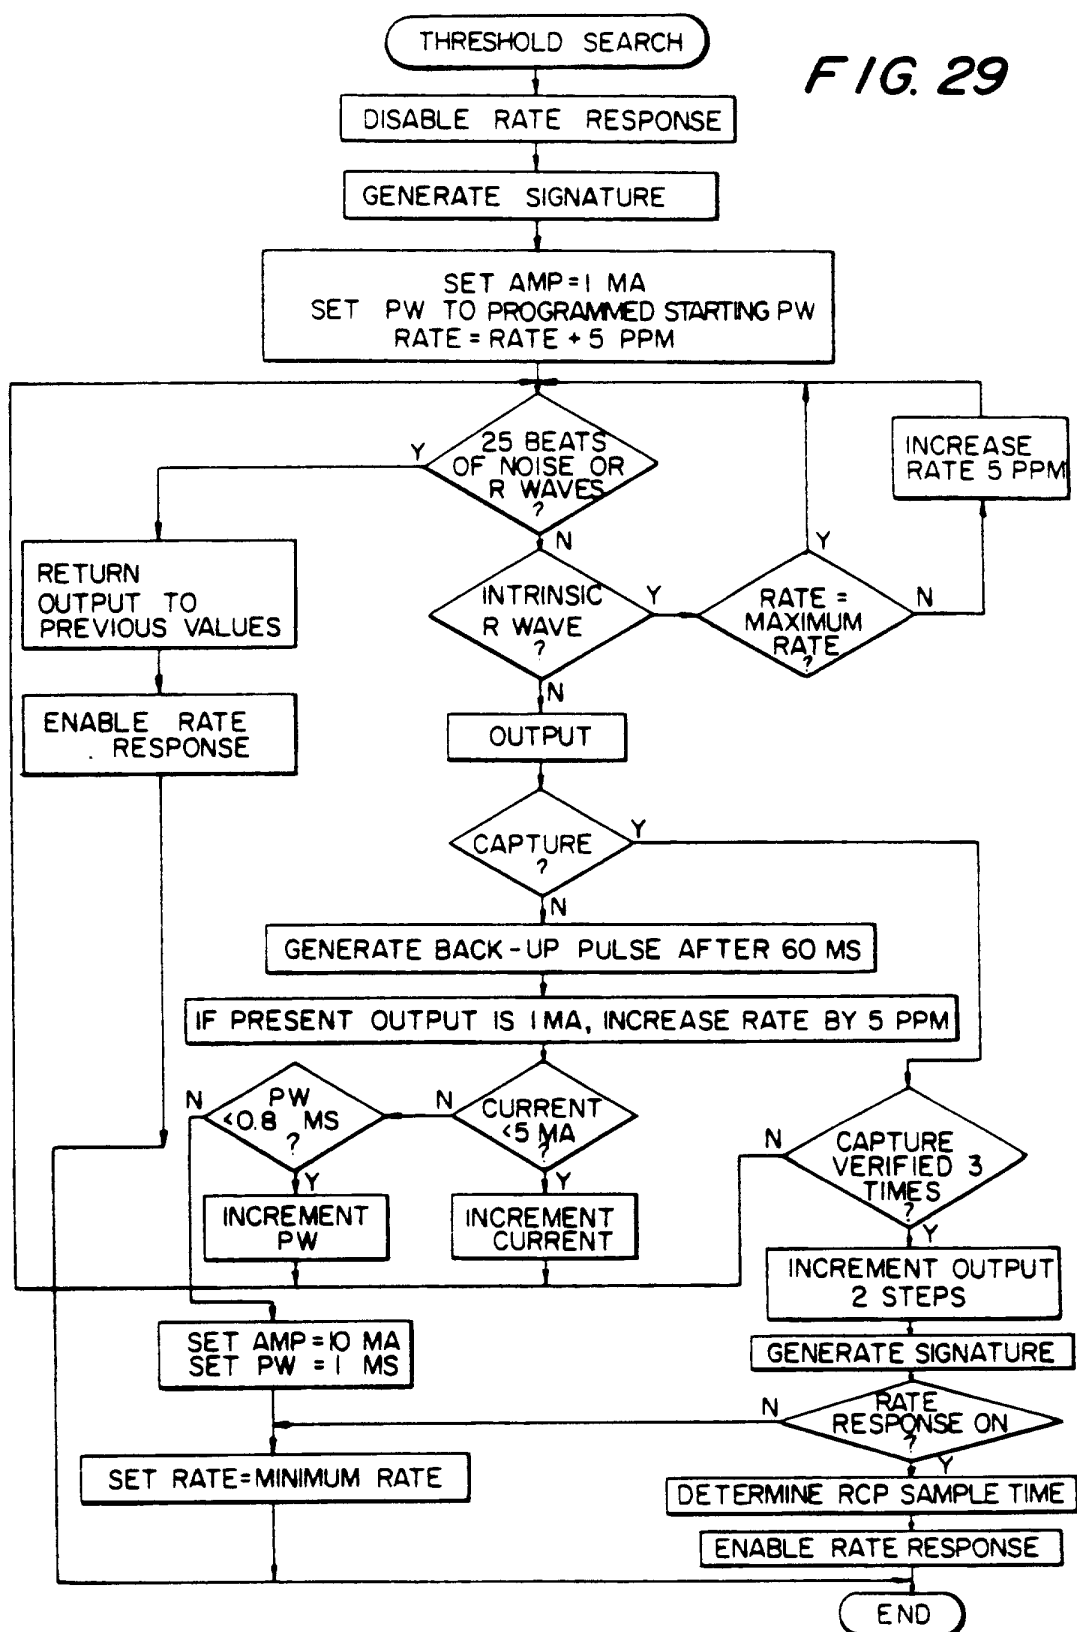 THRESHOLD SEARCH
FIG. 29
DISABLE RATE RESPONSE
GENERATE SIGNATURE
SET AMP=1 MA
SET PW TO PROGRAMMED STARTING PW
RATE=RATE + 5 PPM
25 BEATS
OF NOISE OR
R WAVES
?
Y
N
INCREASE
RATE 5 PPM
RETURN
OUTPUT TO
PREVIOUS VALUES
INTRINSIC
R WAVE
?
Y
N
RATE =
MAXIMUM
RATE
?
Y
N
ENABLE RATE
RESPONSE
OUTPUT
CAPTURE
?
Y
N
GENERATE BACK-UP PULSE AFTER 60 MS
IF PRESENT OUTPUT IS 1MA, INCREASE RATE BY 5 PPM
PW
<0.8 MS
?
N
Y
CURRENT
<5 MA
?
N
Y
CAPTURE
VERIFIED 3
TIMES
?
N
Y
INCREMENT
PW
INCREMENT
CURRENT
INCREMENT OUTPUT
2 STEPS
SET AMP=10 MA
SET PW =1 MS
GENERATE SIGNATURE
RATE
RESPONSE ON
?
N
Y
SET RATE=MINIMUM RATE
DETERMINE RCP SAMPLE TIME
ENABLE RATE RESPONSE
END